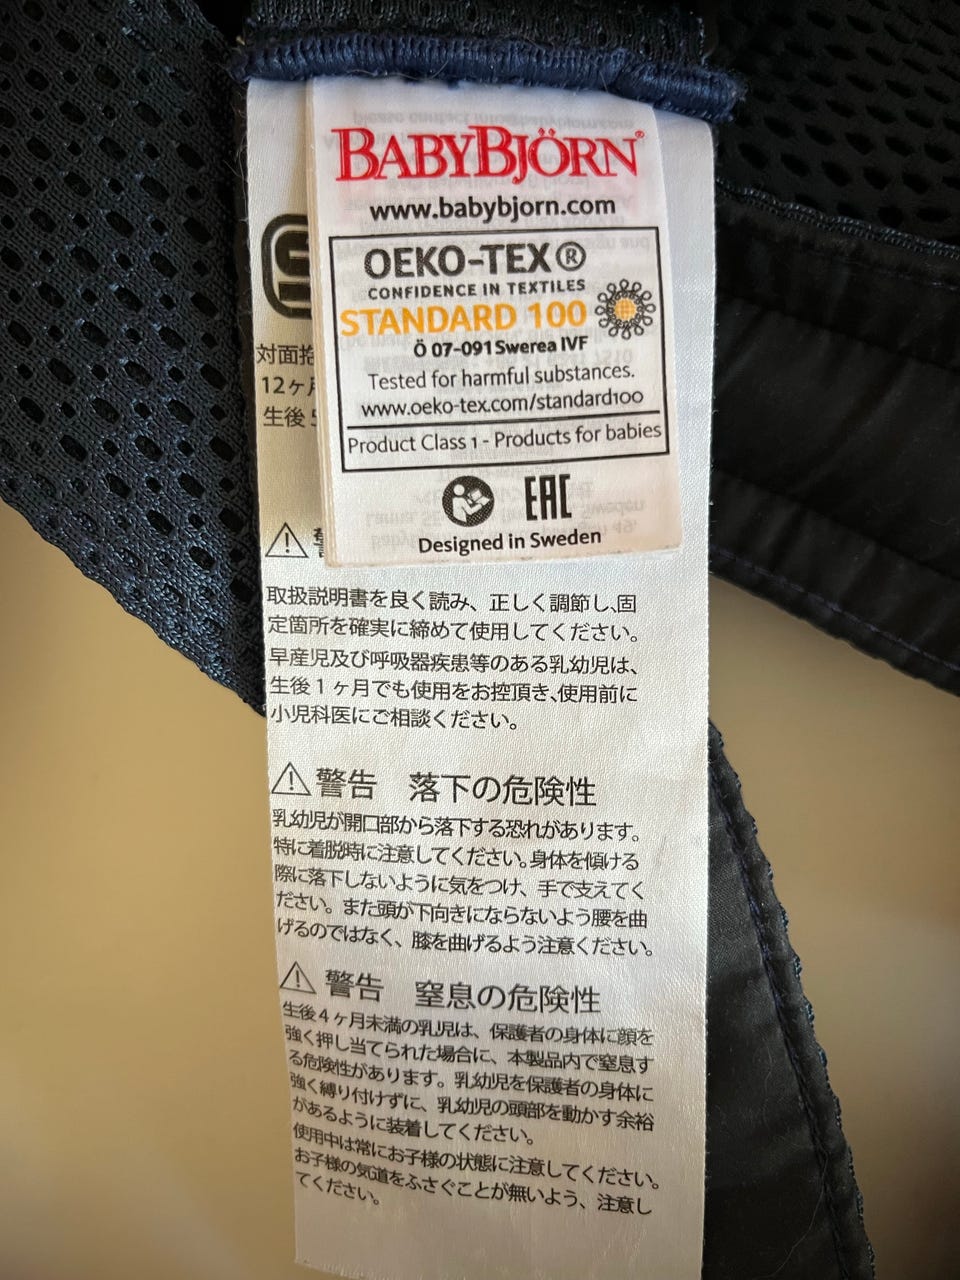 BABYBJÖRN®
www.babybjorn.com
OEKO-TEX®
CONFIDENCE IN TEXTILES
STANDARD 100
Ö 07-091 Swerea IVF
Tested for harmful substances.
www.oeko-tex.com/standard100
Product Class 1 - Products for babies
EAC
Designed in Sweden
対面
12ヶ
生後
取扱説明書を良く読み、正しく調節し、固
定箇所を確実に締めて使用してください。
早産児及び呼吸器疾患等のある乳幼児は、
生後1ヶ月でも使用をお控頂き、使用前に
小児科医にご相談ください。
警告 落下の危険性
乳幼児が開口部から落下する恐れがあります。
特に着脱時に注意してください。身体を傾ける
際に落下しないように気をつけ、手で支えてく
ださい。また頭が下向きにならないよう腰を曲
げるのではなく、膝を曲げるよう注意ください。
警告 窒息の危険性
生後4ヶ月未満の乳児は、保護者の身体に顔を
強く押し当てられた場合に、本製品内で窒息す
る危険性があります。乳幼児を保護者の身体に
強く縛り付けずに、乳幼児の頭部を動かす余裕
があるように装着してください。
使用中は常にお子様の状態に注意してください。
お子様の気道をふさぐことが無いよう、注意し
てください。